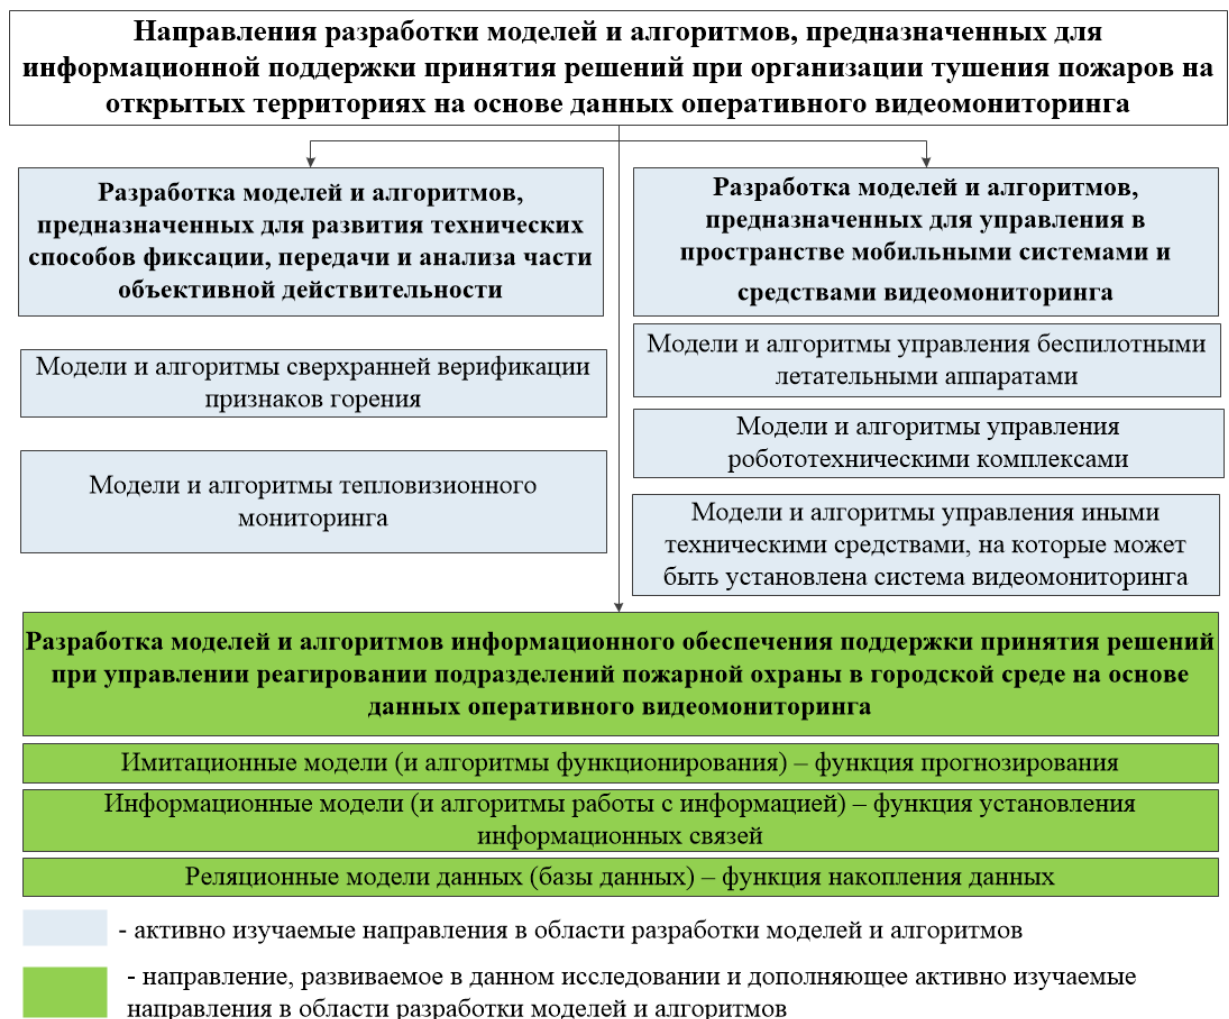 Направления разработки моделей и алгоритмов, предназначенных для
информационной поддержки принятия решений при организации тушения пожаров на
открытых территориях на основе данных оперативного видеомониторинга
Разработка моделей и алгоритмов,
предназначенных для развития технических
способов фиксации, передачи и анализа части
объективной действительности
Модели и алгоритмы сверхранней верификации
признаков горения
Модели и алгоритмы тепловизионного
мониторинга
Разработка моделей и алгоритмов,
предназначенных для управления в
пространстве мобильными системами и
средствами видеомониторинга
Модели и алгоритмы управления беспилотными
летательными аппаратами
Модели и алгоритмы управления
робототехническими комплексами
Модели и алгоритмы управления иными
техническими средствами, на которые может
быть установлена система видеомониторинга
Разработка моделей и алгоритмов информационного обеспечения поддержки принятия решений
при управлении реагировании подразделений пожарной охраны в городской среде на основе
данных оперативного видеомониторинга
Имитационные модели (и алгоритмы функционирования) – функция прогнозирования
Информационные модели (и алгоритмы работы с информацией) – функция установления
информационных связей
Реляционные модели данных (базы данных) – функция накопления данных
- активно изучаемые направления в области разработки моделей и алгоритмов
- направление, развиваемое в данном исследовании и дополняющее активно изучаемые
направления в области разработки моделей и алгоритмов